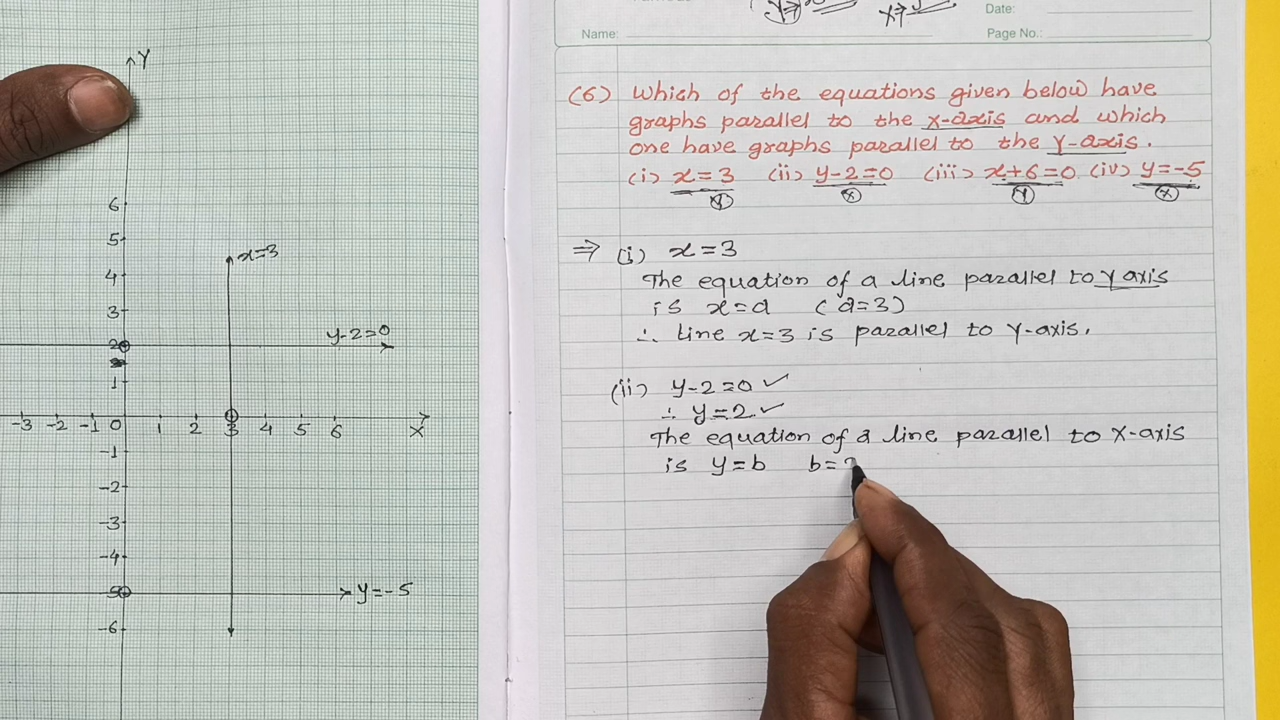 Y
6
5
4
x=3
3
y-2=0
2
1
-3 -2 -1 0 1 2 3 4 5 6 X
-1
-2
-3
-4
y=-5
-6
Date:
Name: Page No.:
(6) Which of the equations given below have
graphs parallel to the x-axis and which
one have graphs parallel to the Y-axis.
(i) x=3 (ii) y-2=0 (iii) x+6=0 (iv) y=-5
Y X Y X
⇒ (i) x=3
The equation of a line parallel to Y axis
is x=a (a=3)
∴ Line x=3 is parallel to Y-axis.
(ii) y-2=0 ✓
∴ y=2 ✓
The equation of a line parallel to X-axis
is y=b b=